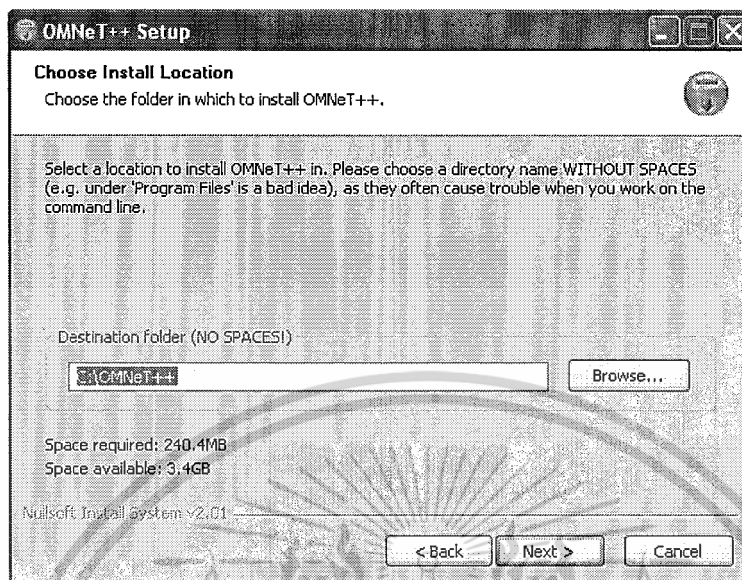 OMNeT++ Setup
Choose Install Location
Choose the folder in which to install OMNeT++.
Select a location to install OMNeT++ in. Please choose a directory name WITHOUT SPACES
(e.g. under 'Program Files' is a bad idea), as they often cause trouble when you work on the
command line.
Destination folder (NO SPACES!)
C:\OMNeT++
Browse...
Space required: 240.4MB
Space available: 3.4GB
Nullsoft Install System v2.01
< Back
Next >
Cancel